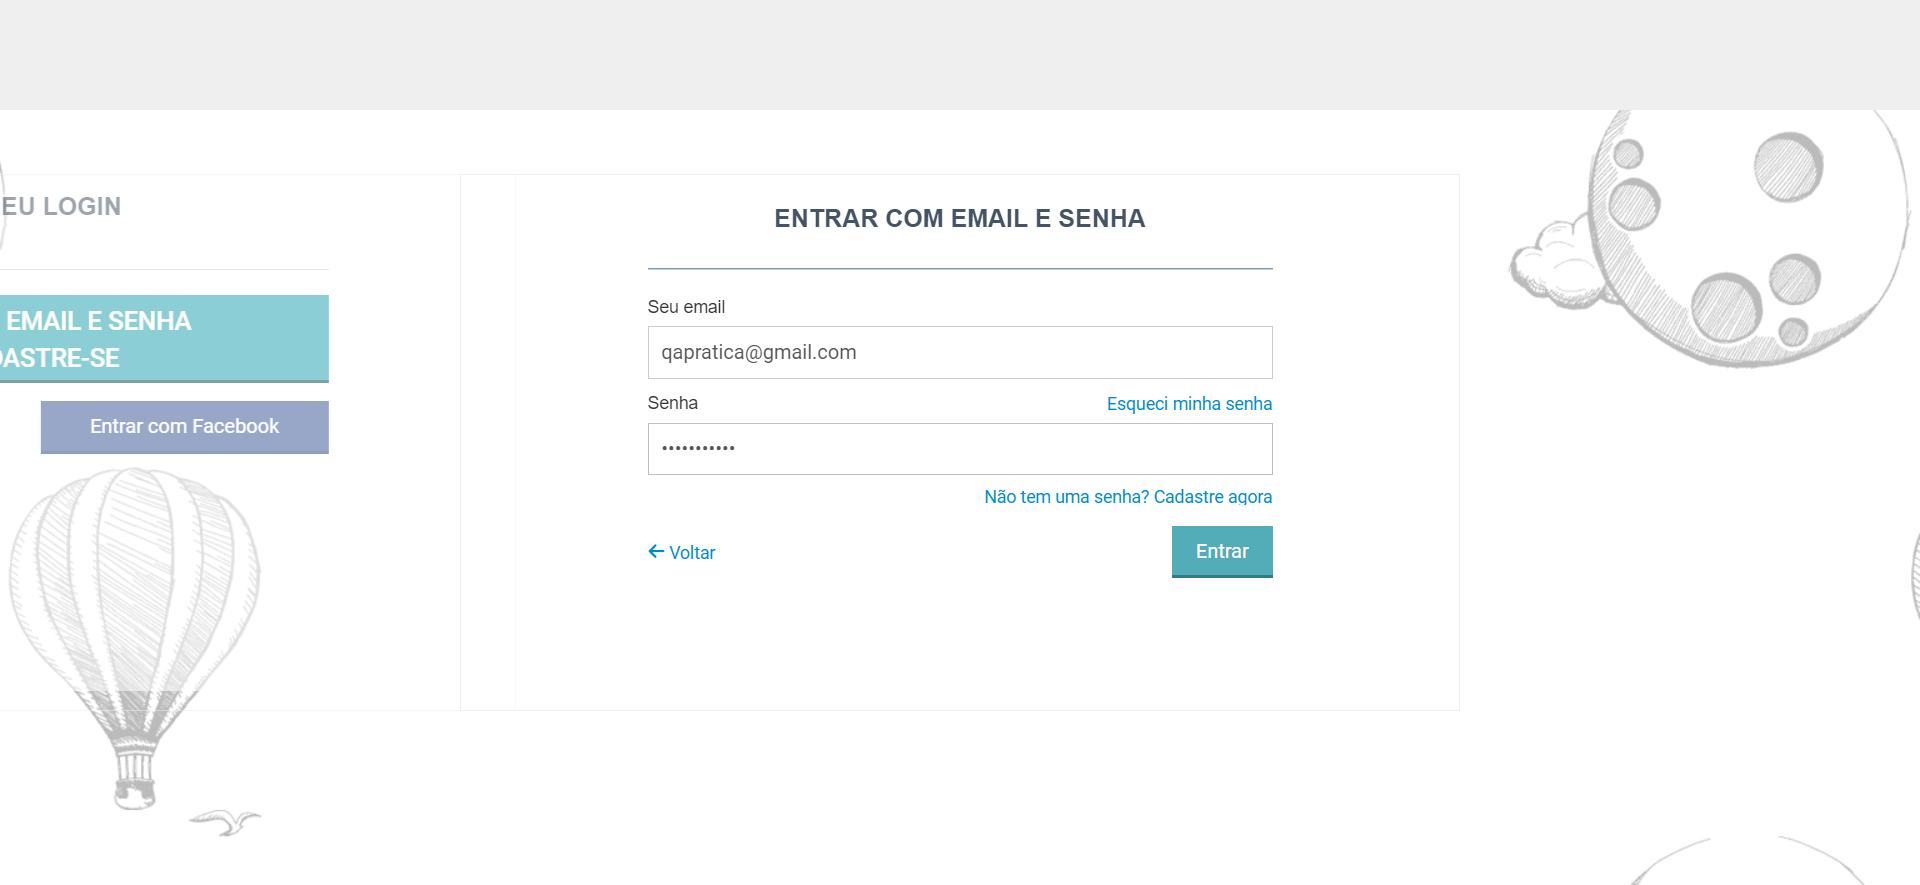 EU LOGIN
EMAIL E SENHA
DASTRE-SE
Entrar com Facebook
ENTRAR COM EMAIL E SENHA
Seu email
qapratica@gmail.com
Senha
Esqueci minha senha
•••••••••••
Não tem uma senha? Cadastre agora
← Voltar
Entrar